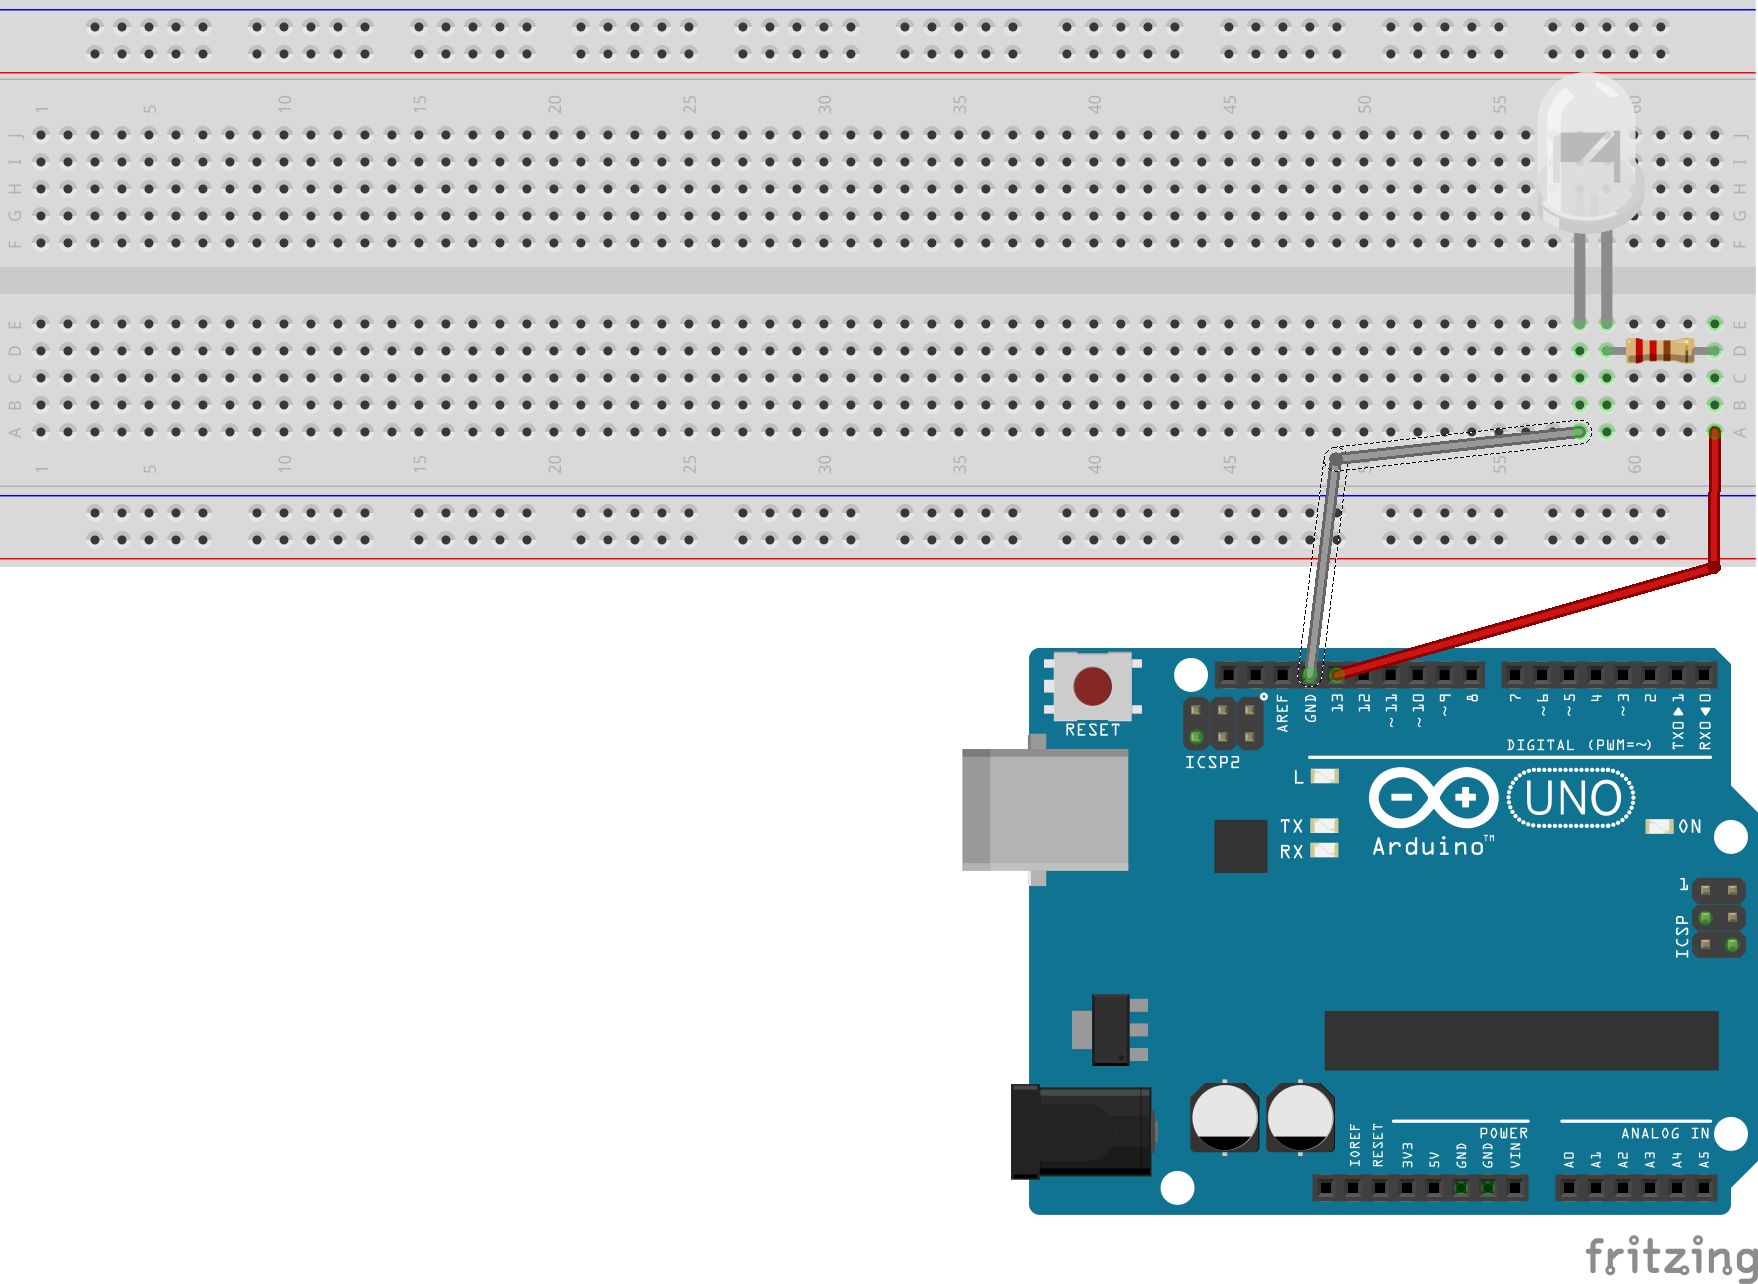 1 5 10 15 20 25 30 35 40 45 50 55 60
J J
I I
H H
G G
F F
E E
D D
C C
B B
A A
1 5 10 15 20 25 30 35 40 45 55 60
RESET
AREF GND 13 12 ~11 ~10 ~9 8 7 ~6 ~5 4 ~3 2 TX0▶1 RX0◀0
ICSP2
DIGITAL (PWM=~)
L
TX
RX
UNO
Arduino™
ON
1
ICSP
POWER
ANALOG IN
IOREF RESET 3V3 5V GND GND VIN A0 A1 A2 A3 A4 A5
fritzing